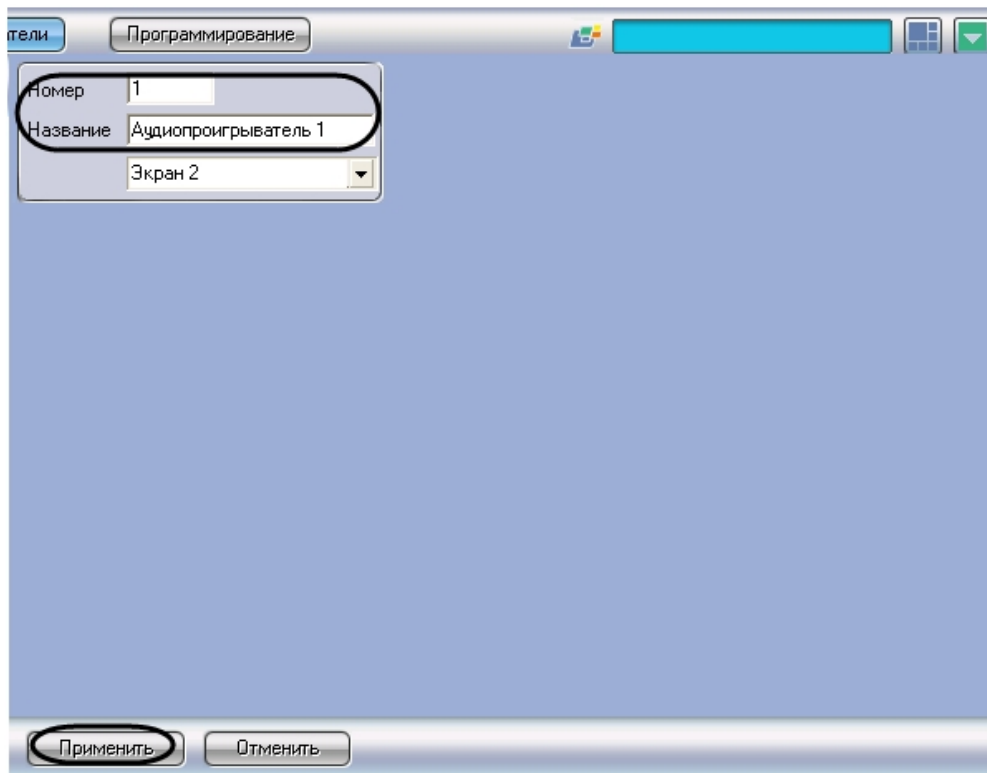 тели Программирование
Номер 1
Название Аудиопроигрыватель 1
Экран 2
Применить Отменить